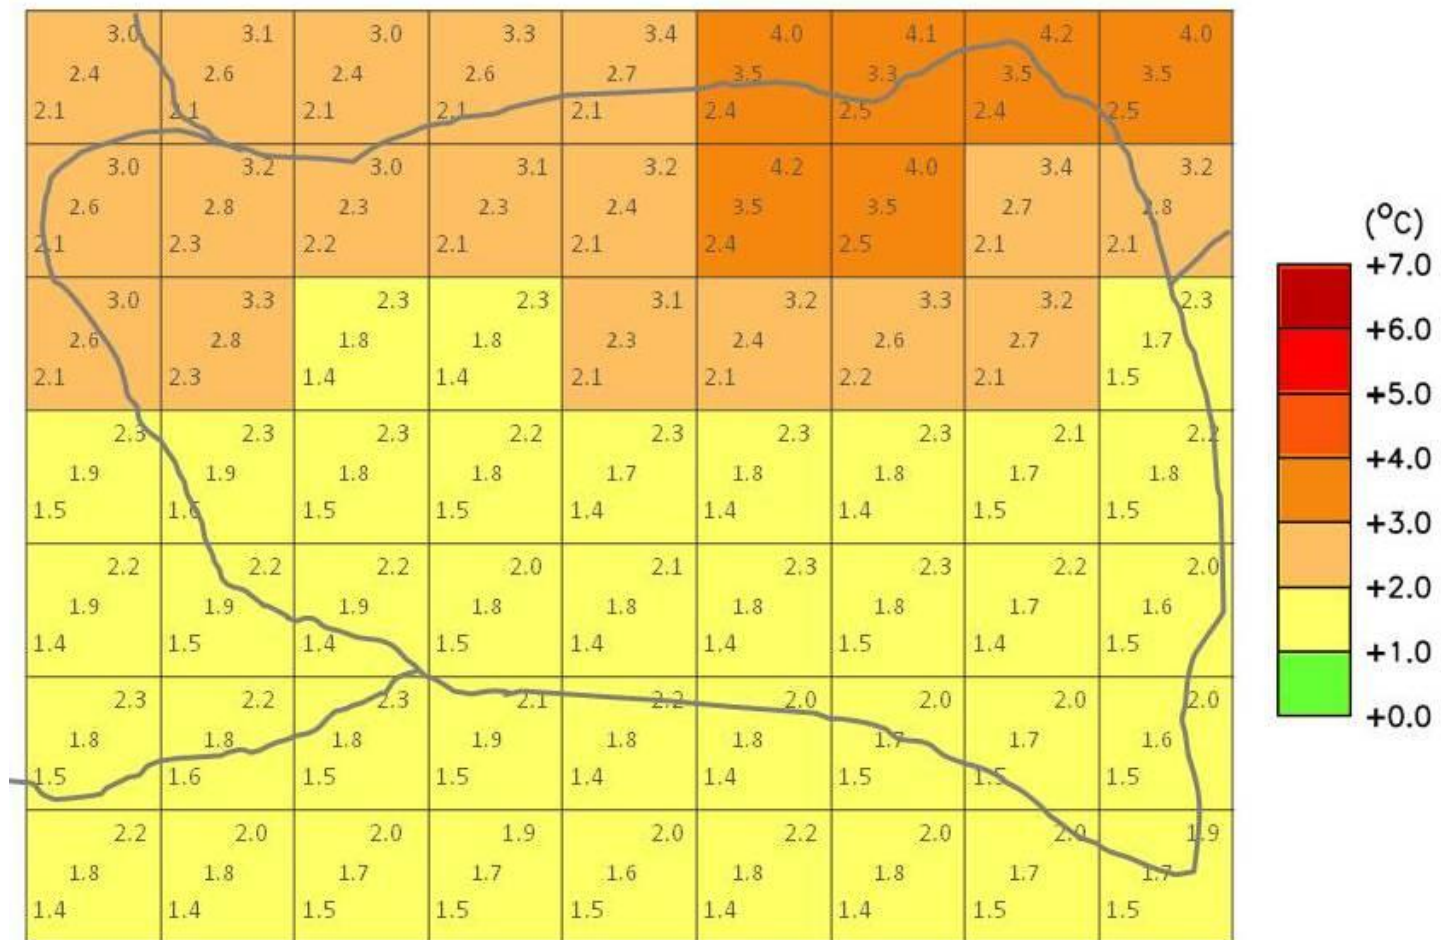 3.0 3.1 3.0 3.3 3.4 4.0 4.1 4.2 4.0
2.4 2.6 2.4 2.6 2.7 3.5 3.3 3.5 3.5
2.1 2.1 2.1 2.1 2.1 2.4 2.5 2.4 2.5
3.0 3.2 3.0 3.1 3.2 4.2 4.0 3.4 3.2
2.6 2.8 2.3 2.3 2.4 3.5 3.5 2.7 2.8
2.1 2.3 2.2 2.1 2.1 2.4 2.5 2.1 2.1
3.0 3.3 2.3 2.3 3.1 3.2 3.3 3.2 2.3
2.6 2.8 1.8 1.8 2.3 2.4 2.6 2.7 1.7
2.1 2.3 1.4 1.4 2.1 2.1 2.2 2.1 1.5
2.3 2.3 2.3 2.2 2.3 2.3 2.3 2.1 2.2
1.9 1.9 1.8 1.8 1.7 1.8 1.8 1.7 1.8
1.5 1.6 1.5 1.5 1.4 1.4 1.4 1.5 1.5
2.2 2.2 2.2 2.0 2.1 2.3 2.3 2.2 2.0
1.9 1.9 1.9 1.8 1.8 1.8 1.8 1.7 1.6
1.4 1.5 1.4 1.5 1.4 1.4 1.5 1.4 1.5
2.3 2.2 2.3 2.1 2.2 2.0 2.0 2.0 2.0
1.8 1.8 1.8 1.9 1.8 1.8 1.7 1.7 1.6
1.5 1.6 1.5 1.5 1.4 1.4 1.5 1.5 1.5
2.2 2.0 2.0 1.9 2.0 2.2 2.0 2.0 1.9
1.8 1.8 1.7 1.7 1.6 1.8 1.8 1.7 1.7
1.4 1.4 1.5 1.5 1.5 1.4 1.4 1.5 1.5
(°C)
+7.0
+6.0
+5.0
+4.0
+3.0
+2.0
+1.0
+0.0